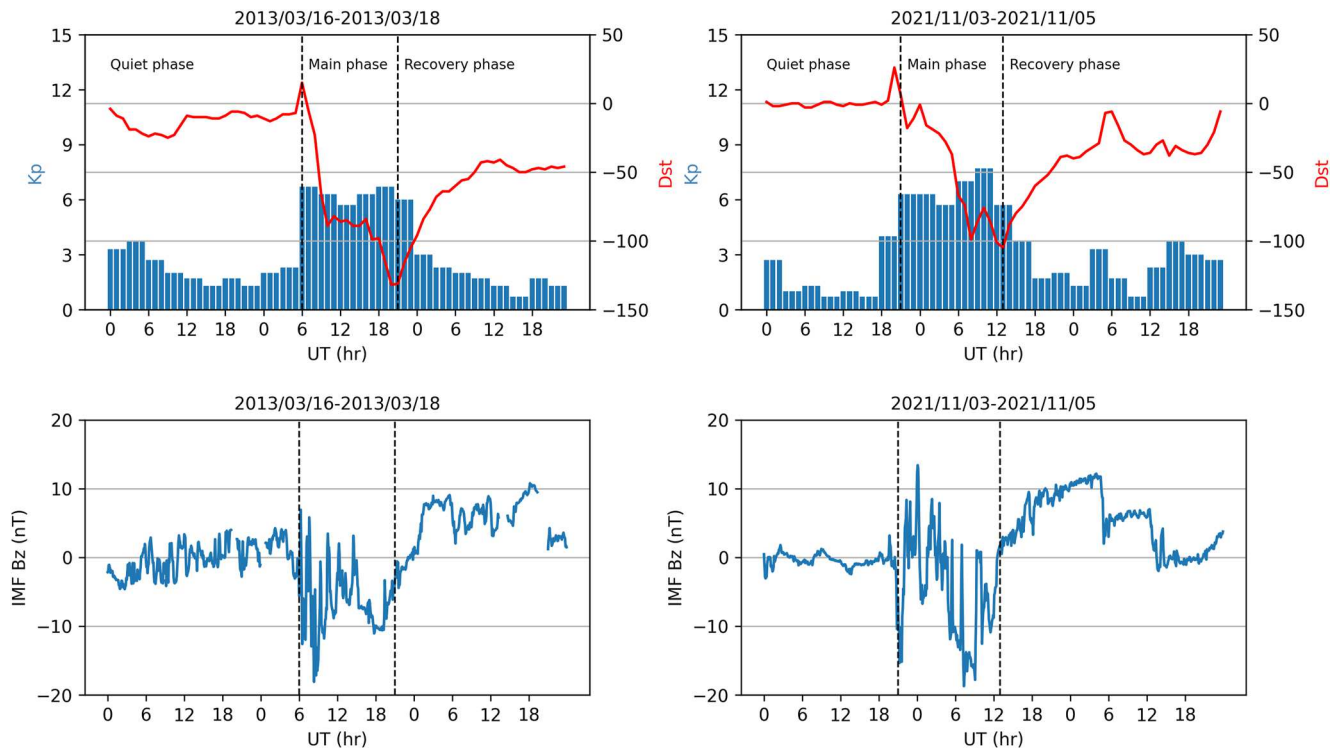 2013/03/16-2013/03/18
15
12
9
6
3
0
Kp
Quiet phase
Main phase
Recovery phase
50
0
−50
−100
−150
Dst
0 6 12 18 0 6 12 18 0 6 12 18
UT (hr)
2021/11/03-2021/11/05
15
12
9
6
3
0
Kp
Quiet phase
Main phase
Recovery phase
50
0
−50
−100
−150
Dst
0 6 12 18 0 6 12 18 0 6 12 18
UT (hr)
2013/03/16-2013/03/18
20
10
0
−10
−20
IMF Bz (nT)
0 6 12 18 0 6 12 18 0 6 12 18
UT (hr)
2021/11/03-2021/11/05
20
10
0
−10
−20
IMF Bz (nT)
0 6 12 18 0 6 12 18 0 6 12 18
UT (hr)